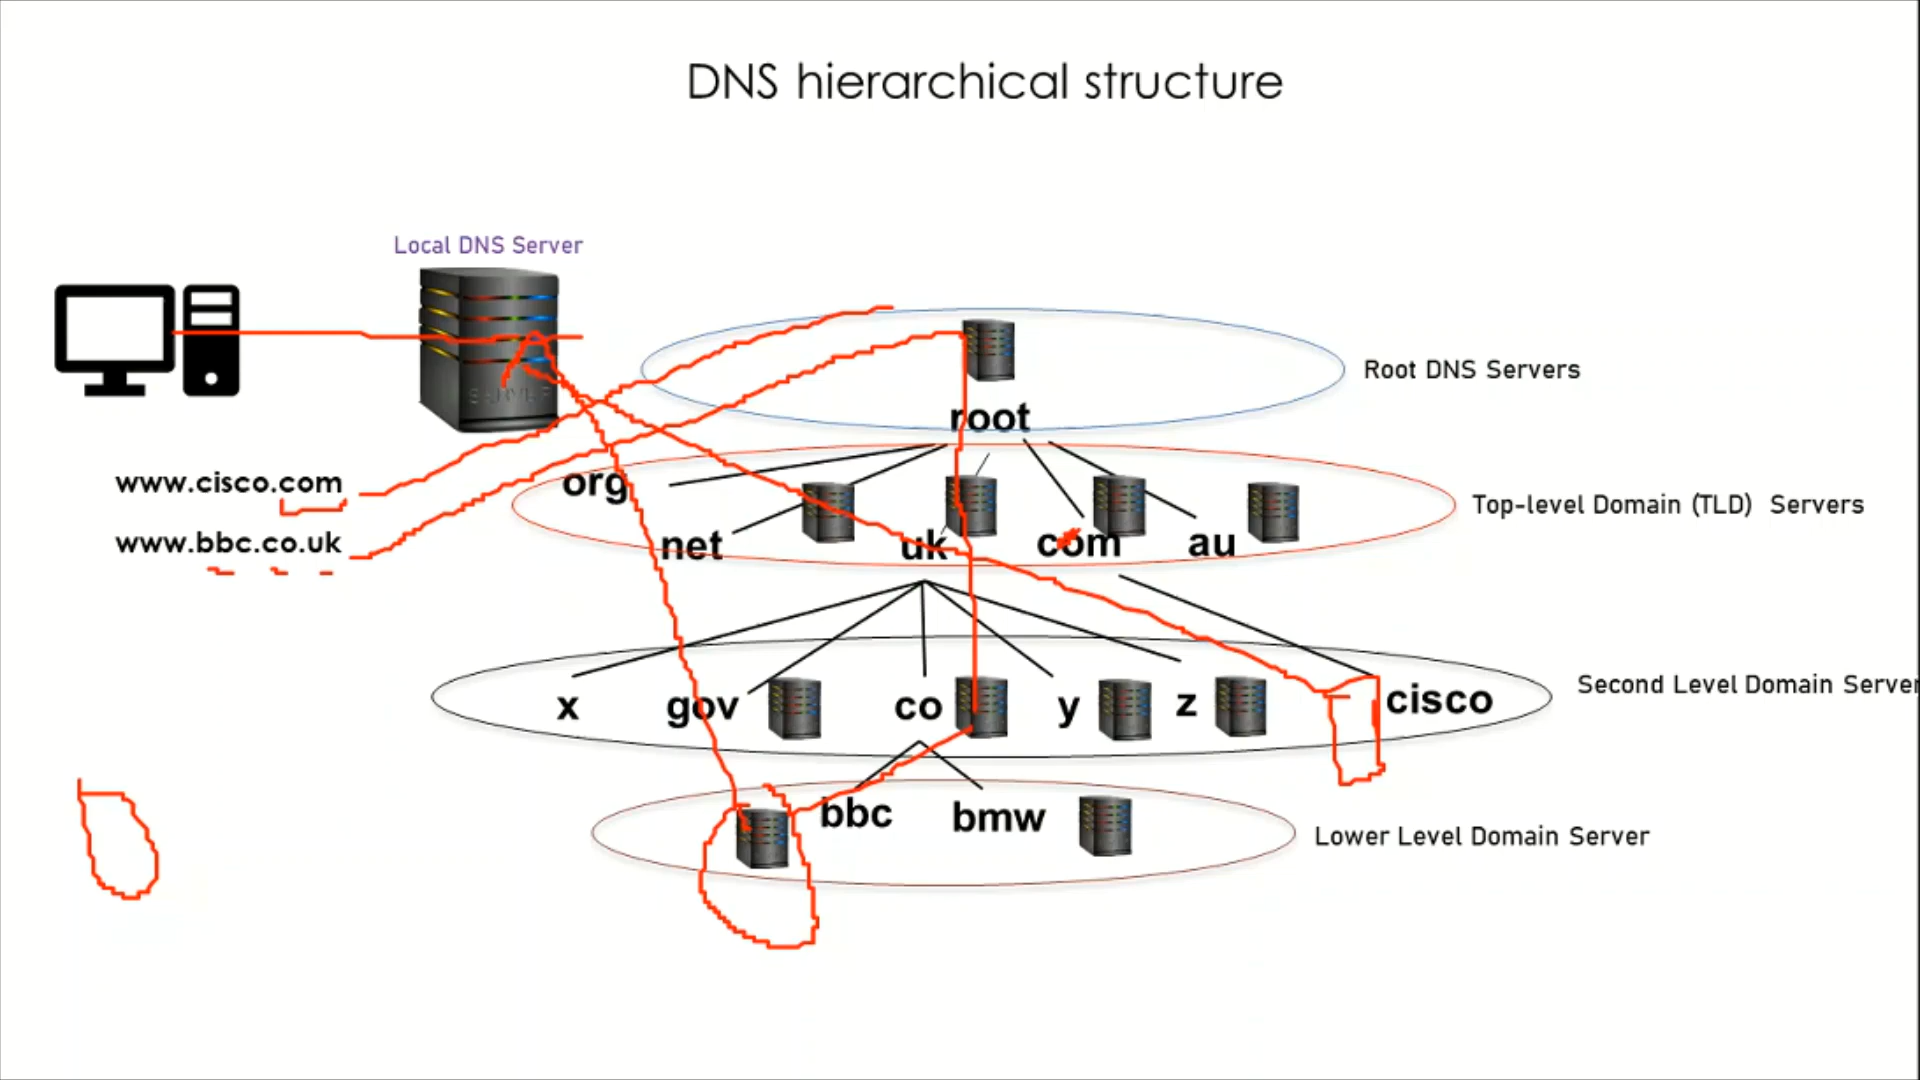 DNS hierarchical structure
Local DNS Server
Root DNS Servers
root
www.cisco.com
org
Top-level Domain (TLD) Servers
www.bbc.co.uk
net
uk
com
au
Second Level Domain Server
x
gov
co
y
z
cisco
bbc
bmw
Lower Level Domain Server